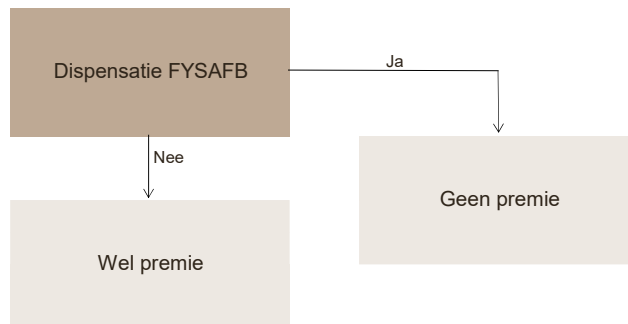 Dispensatie FYSAFB
Ja
Nee
Geen premie
Wel premie